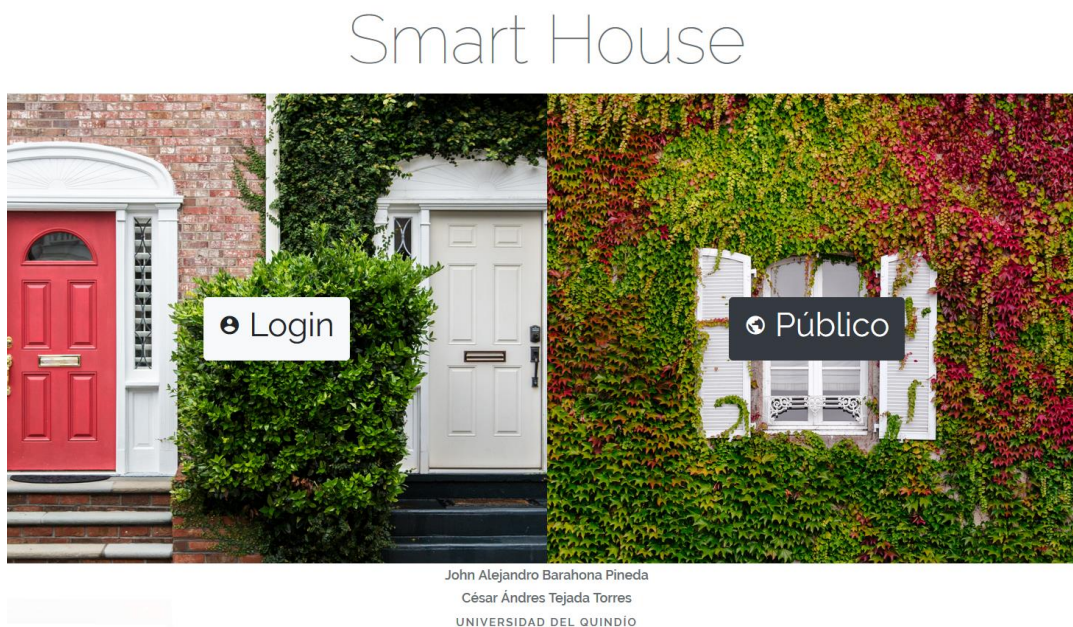 Smart House
Login
Público
John Alejandro Barahona Pineda
César Ándres Tejada Torres
UNIVERSIDAD DEL QUINDÍO